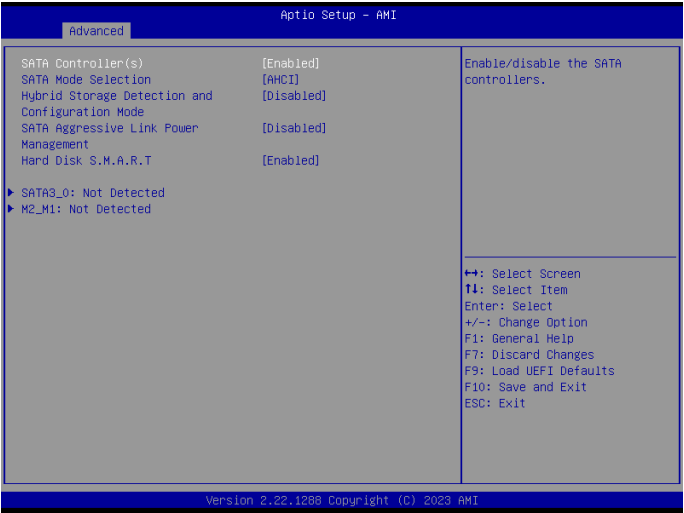 Aptio Setup – AMI
Advanced
SATA Controller(s) [Enabled]
SATA Mode Selection [AHCI]
Hybrid Storage Detection and [Disabled]
Configuration Mode
SATA Aggressive Link Power [Disabled]
Management
Hard Disk S.M.A.R.T [Enabled]
▶ SATA3_0: Not Detected
▶ M2_M1: Not Detected
Enable/disable the SATA
controllers.
↔: Select Screen
↑↓: Select Item
Enter: Select
+/-: Change Option
F1: General Help
F7: Discard Changes
F9: Load UEFI Defaults
F10: Save and Exit
ESC: Exit
Version 2.22.1288 Copyright (C) 2023 AMI